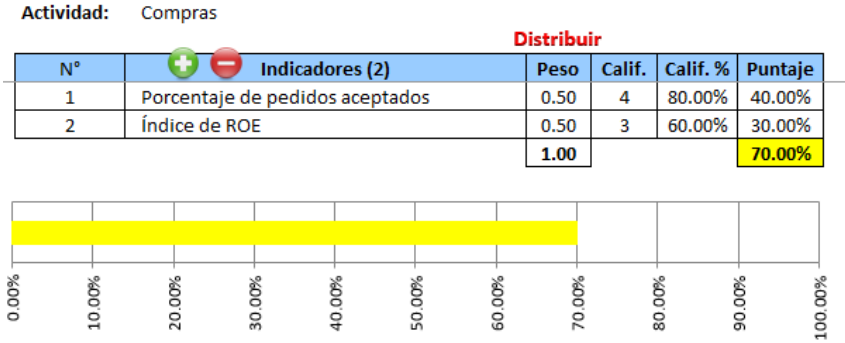 Actividad: Compras
Distribuir
N° Indicadores (2) Peso Calif. Calif. % Puntaje
1 Porcentaje de pedidos aceptados 0.50 4 80.00% 40.00%
2 Índice de ROE 0.50 3 60.00% 30.00%
1.00 70.00%
0.00% 10.00% 20.00% 30.00% 40.00% 50.00% 60.00% 70.00% 80.00% 90.00% 100.00%